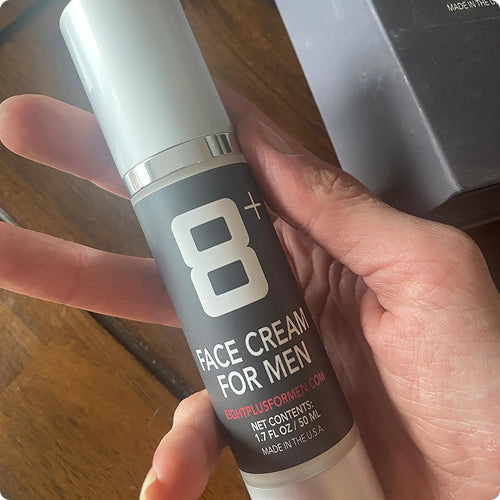 MADE IN THE U.S.
8+
FACE CREAM
FOR MEN
EIGHTPLUSFORMEN.COM
NET CONTENTS:
1.7 FL OZ / 50 ML
MADE IN THE U.S.A.